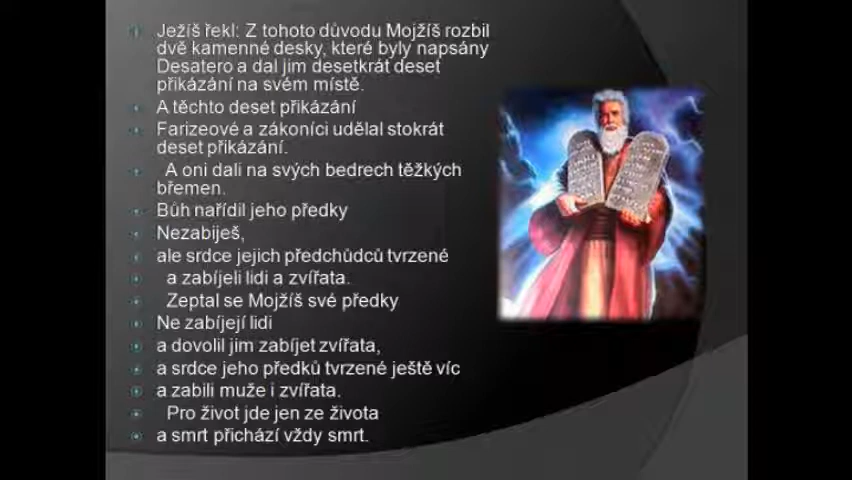 Ježíš řekl: Z tohoto důvodu Mojžíš rozbil
dvě kamenné desky, které byly napsány
Desatero a dal jim desetkrát deset
přikázání na svém místě.
A těchto deset přikázání
Farizeové a zákoníci udělal stokrát
deset přikázání.
A oni dali na svých bedrech těžkých
břemen.
Bůh nařídil jeho předky
Nezabiješ,
ale srdce jejich předchůdců tvrzené
a zabíjeli lidi a zvířata.
Zeptal se Mojžíš své předky
Ne zabíjejí lidi
a dovolil jim zabíjet zvířata,
a srdce jeho předků tvrzené ještě víc
a zabili muže i zvířata.
Pro život jde jen ze života
a smrt přichází vždy smrt.